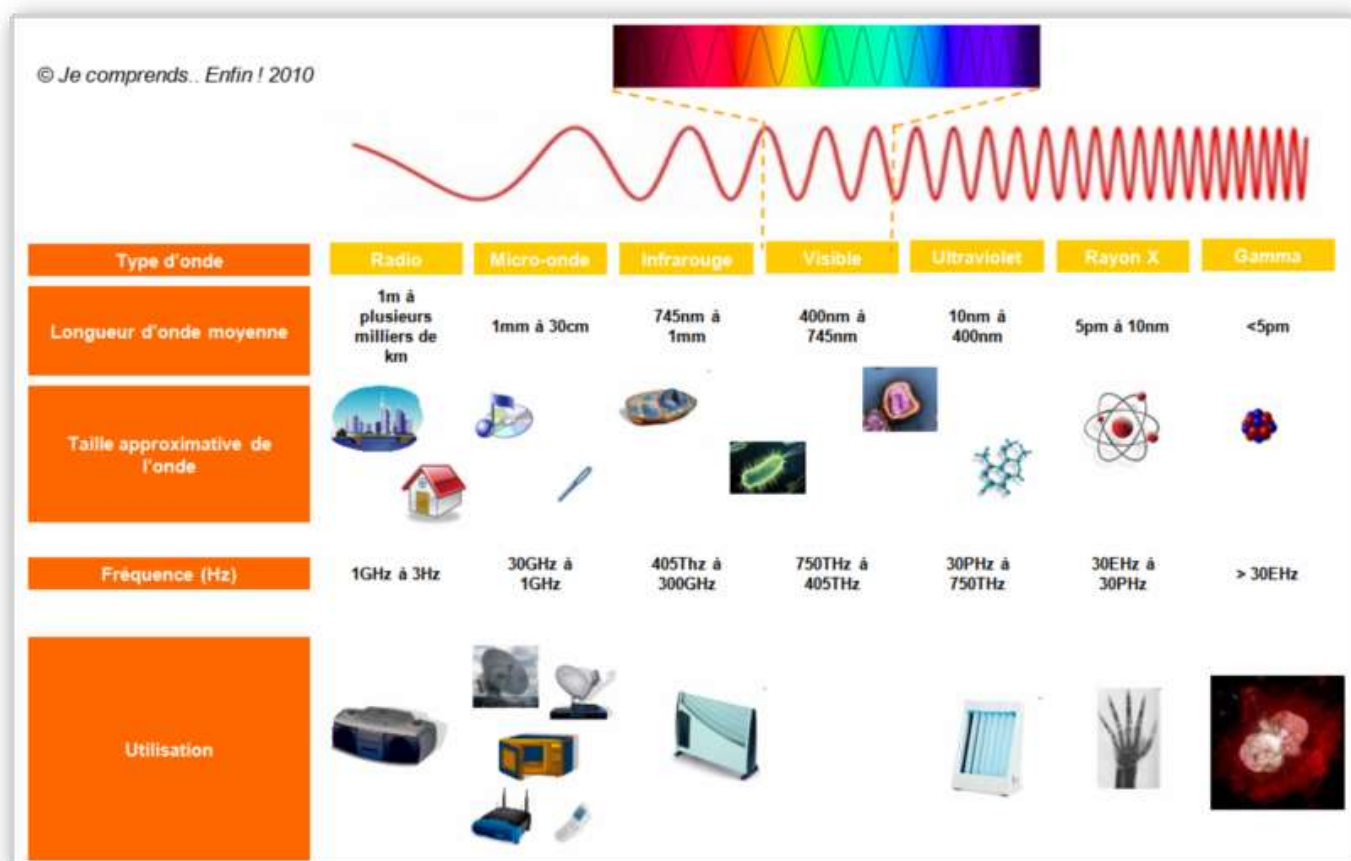 © Je comprends.. Enfin ! 2010
Type d'onde
Radio
Micro-onde
Infrarouge
Visible
Ultraviolet
Rayon X
Gamma
Longueur d'onde moyenne
1m á
plusieurs
milliers de
km
1mm á 30cm
745nm á
1mm
400nm á
745nm
10nm á
400nm
5pm á 10nm
<5pm
Taille approximative de
l'onde
Fréquence (Hz)
1GHz á 3Hz
30GHz á
1GHz
405Thz á
300GHz
750THz á
405THz
30PHz á
750THz
30EHz á
30PHz
> 30EHz
Utilisation